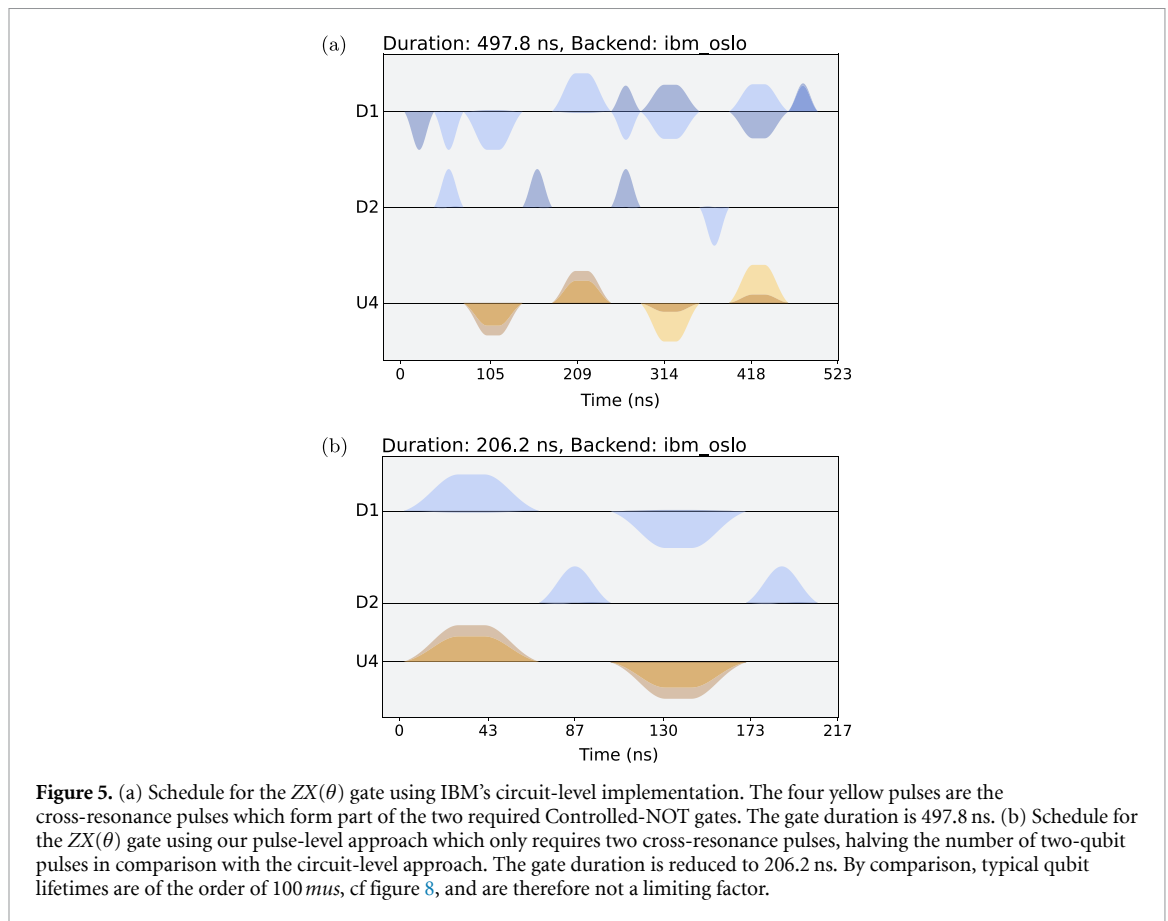 (a) Duration: 497.8 ns, Backend: ibm_oslo
D1
D2
U4
0 105 209 314 418 523
Time (ns)
(b) Duration: 206.2 ns, Backend: ibm_oslo
D1
D2
U4
0 43 87 130 173 217
Time (ns)
Figure 5. (a) Schedule for the ZX(θ) gate using IBM's circuit-level implementation. The four yellow pulses are the
cross-resonance pulses which form part of the two required Controlled-NOT gates. The gate duration is 497.8 ns. (b) Schedule for
the ZX(θ) gate using our pulse-level approach which only requires two cross-resonance pulses, halving the number of two-qubit
pulses in comparison with the circuit-level approach. The gate duration is reduced to 206.2 ns. By comparison, typical qubit
lifetimes are of the order of 100 mus, cf figure 8, and are therefore not a limiting factor.